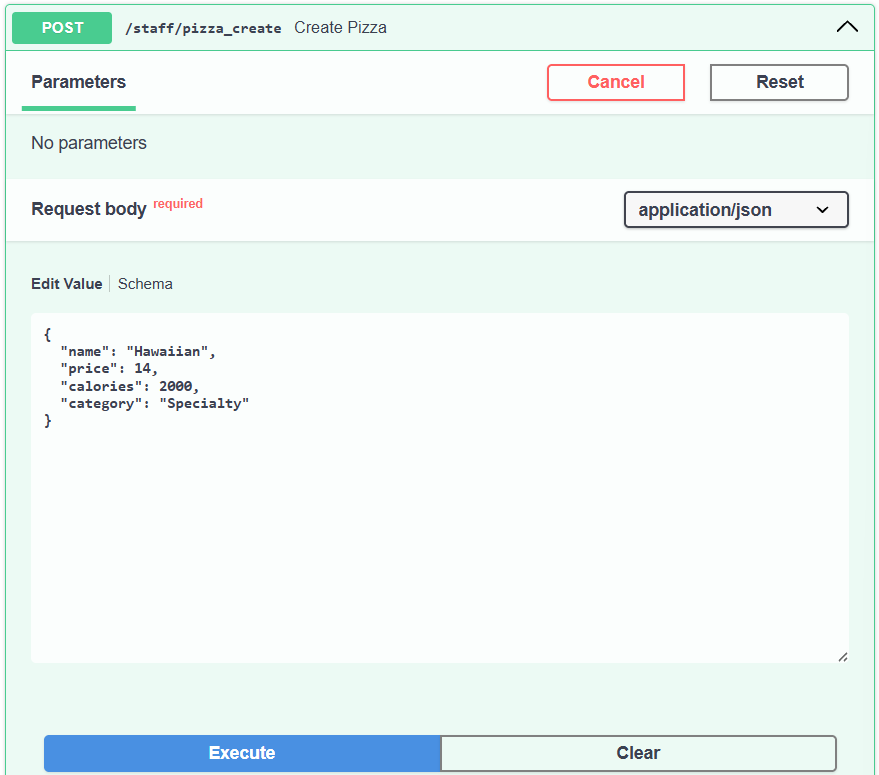 POST /staff/pizza_create Create Pizza
Parameters Cancel Reset
No parameters
Request body required application/json
Edit Value Schema
{
  "name": "Hawaiian",
  "price": 14,
  "calories": 2000,
  "category": "Specialty"
}
Execute Clear